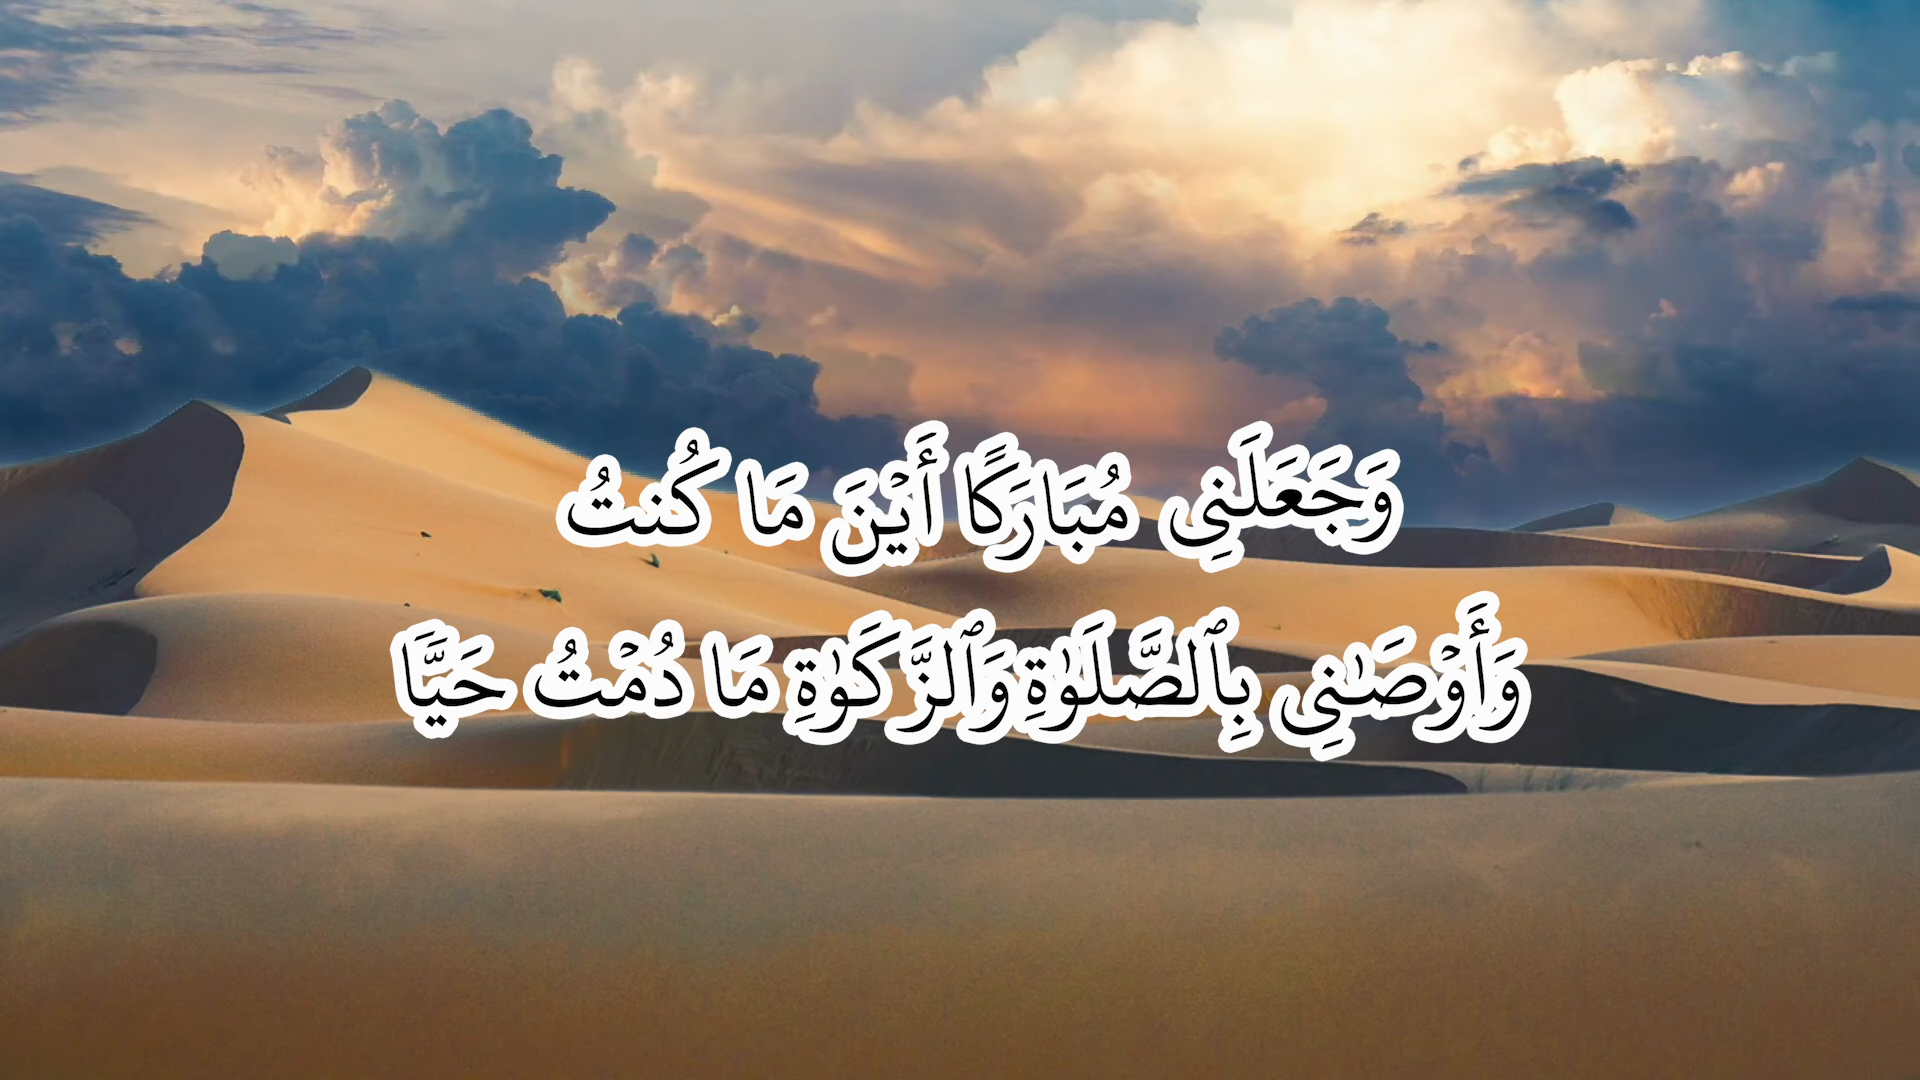 وَجَعَلَنِي مُبَارَكًا أَيْنَ مَا كُنتُ
وَأَوْصَٰنِي بِٱلصَّلَوٰةِ وَٱلزَّكَوٰةِ مَا دُمْتُ حَيًّا